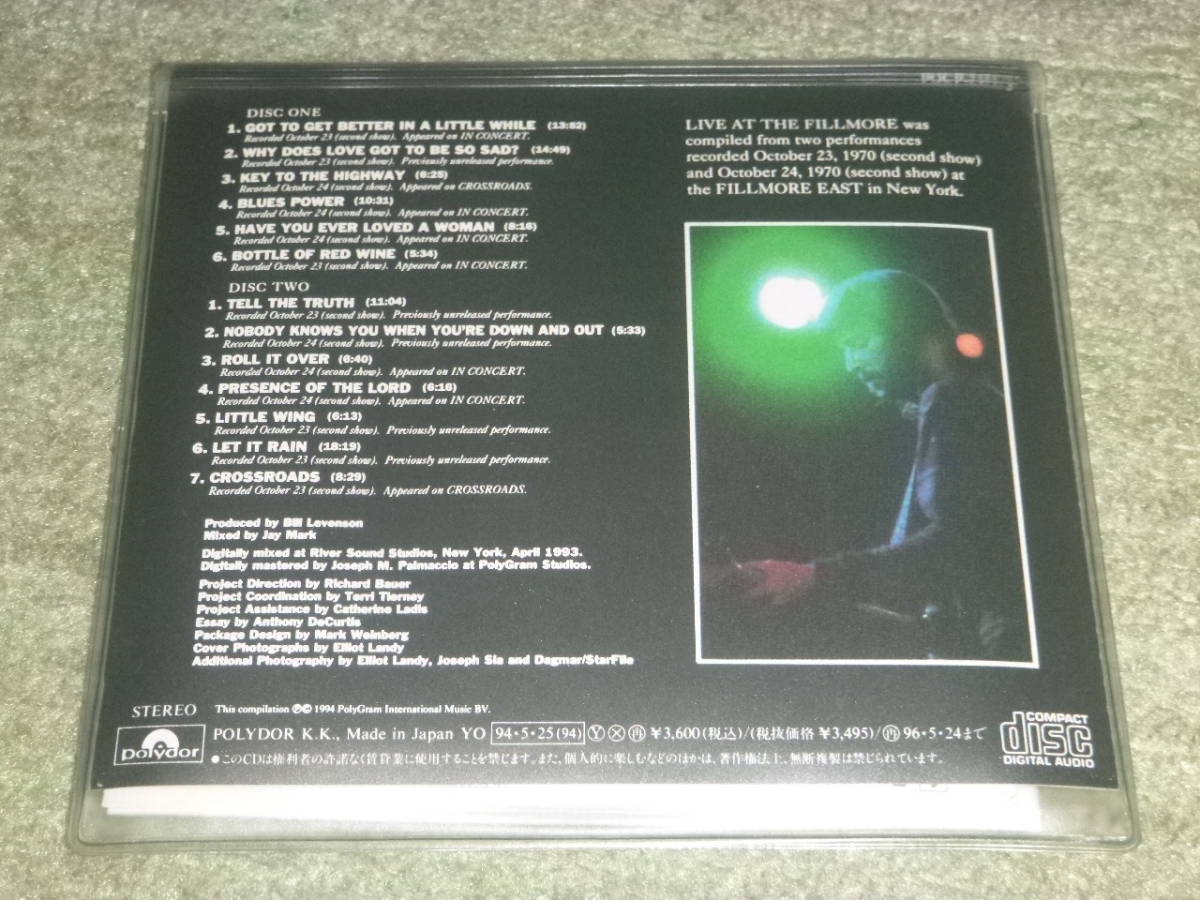 DISC ONE
1. GOT TO GET BETTER IN A LITTLE WHILE (13:52)
Recorded October 23 (second show). Appeared on IN CONCERT.
2. WHY DOES LOVE GOT TO BE SO SAD? (14:49)
Recorded October 23 (second show). Previously unreleased performance.
3. KEY TO THE HIGHWAY (6:25)
Recorded October 24 (second show). Appeared on CROSSROADS.
4. BLUES POWER (10:31)
Recorded October 24 (second show). Appeared on IN CONCERT.
5. HAVE YOU EVER LOVED A WOMAN (8:16)
Recorded October 24 (second show). Appeared on IN CONCERT.
6. BOTTLE OF RED WINE (5:34)
Recorded October 23 (second show). Appeared on IN CONCERT.
DISC TWO
1. TELL THE TRUTH (11:04)
Recorded October 23 (second show). Previously unreleased performance.
2. NOBODY KNOWS YOU WHEN YOU'RE DOWN AND OUT (5:33)
Recorded October 24 (second show). Previously unreleased performance.
3. ROLL IT OVER (6:40)
Recorded October 24 (second show). Appeared on IN CONCERT.
4. PRESENCE OF THE LORD (6:16)
Recorded October 24 (second show). Appeared on IN CONCERT.
5. LITTLE WING (6:13)
Recorded October 23 (second show). Previously unreleased performance.
6. LET IT RAIN (18:19)
Recorded October 23 (second show). Previously unreleased performance.
7. CROSSROADS (8:29)
Recorded October 23 (second show). Appeared on CROSSROADS.
Produced by Bill Levenson
Mixed by Jay Mark
Digitally mixed at River Sound Studios, New York, April 1993.
Digitally mastered by Joseph M. Palmaccio at PolyGram Studios.
Project Direction by Richard Bauer
Project Coordination by Terri Tierney
Project Assistance by Catherine Ladis
Essay by Anthony DeCurtis
Package Design by Mark Weinberg
Cover Photographs by Elliot Landy
Additional Photography by Elliot Landy, Joseph Sia and Dagmar/StarFile
LIVE AT THE FILLMORE was
compiled from two performances
recorded October 23, 1970 (second show)
and October 24, 1970 (second show) at
the FILLMORE EAST in New York.
STEREO This compilation ℗© 1994 PolyGram International Music BV.
polydor
POLYDOR K.K., Made in Japan YO 94・5・25(94) Ⓨ Ⓧ ㊢ ¥3,600(税込)/(税抜価格 ¥3,495)/㊢96・5・24まで
●このCDは権利者の許諾なく賃貸業に使用することを禁じます。また、個人的に楽しむなどのほかは、著作権法上、無断複製は禁じられています。
COMPACT
disc
DIGITAL AUDIO